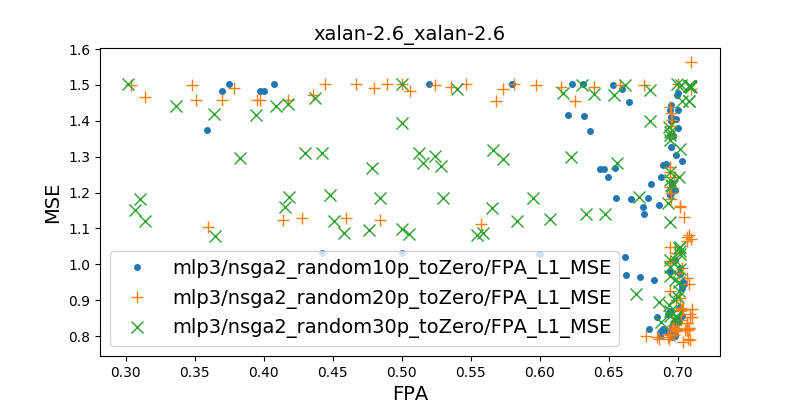 xalan-2.6_xalan-2.6
MSE
1.6
1.5
1.4
1.3
1.2
1.1
1.0
0.9
0.8
mlp3/nsga2_random10p_toZero/FPA_L1_MSE
mlp3/nsga2_random20p_toZero/FPA_L1_MSE
mlp3/nsga2_random30p_toZero/FPA_L1_MSE
0.30 0.35 0.40 0.45 0.50 0.55 0.60 0.65 0.70
FPA